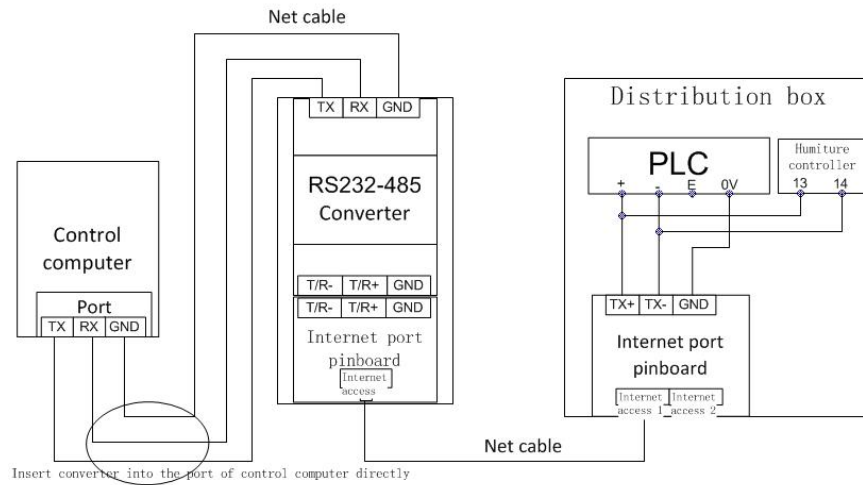 Net cable
TX RX GND
RS232-485
Converter
T/R- T/R+ GND
T/R- T/R+ GND
Internet port
pinboard
Internet
access
Control
computer
Port
TX RX GND
Distribution box
PLC
+ - E 0V
Humiture
controller
13 14
TX+ TX- GND
Internet port
pinboard
Internet Internet
access 1 access 2
Net cable
Insert converter into the port of control computer directly